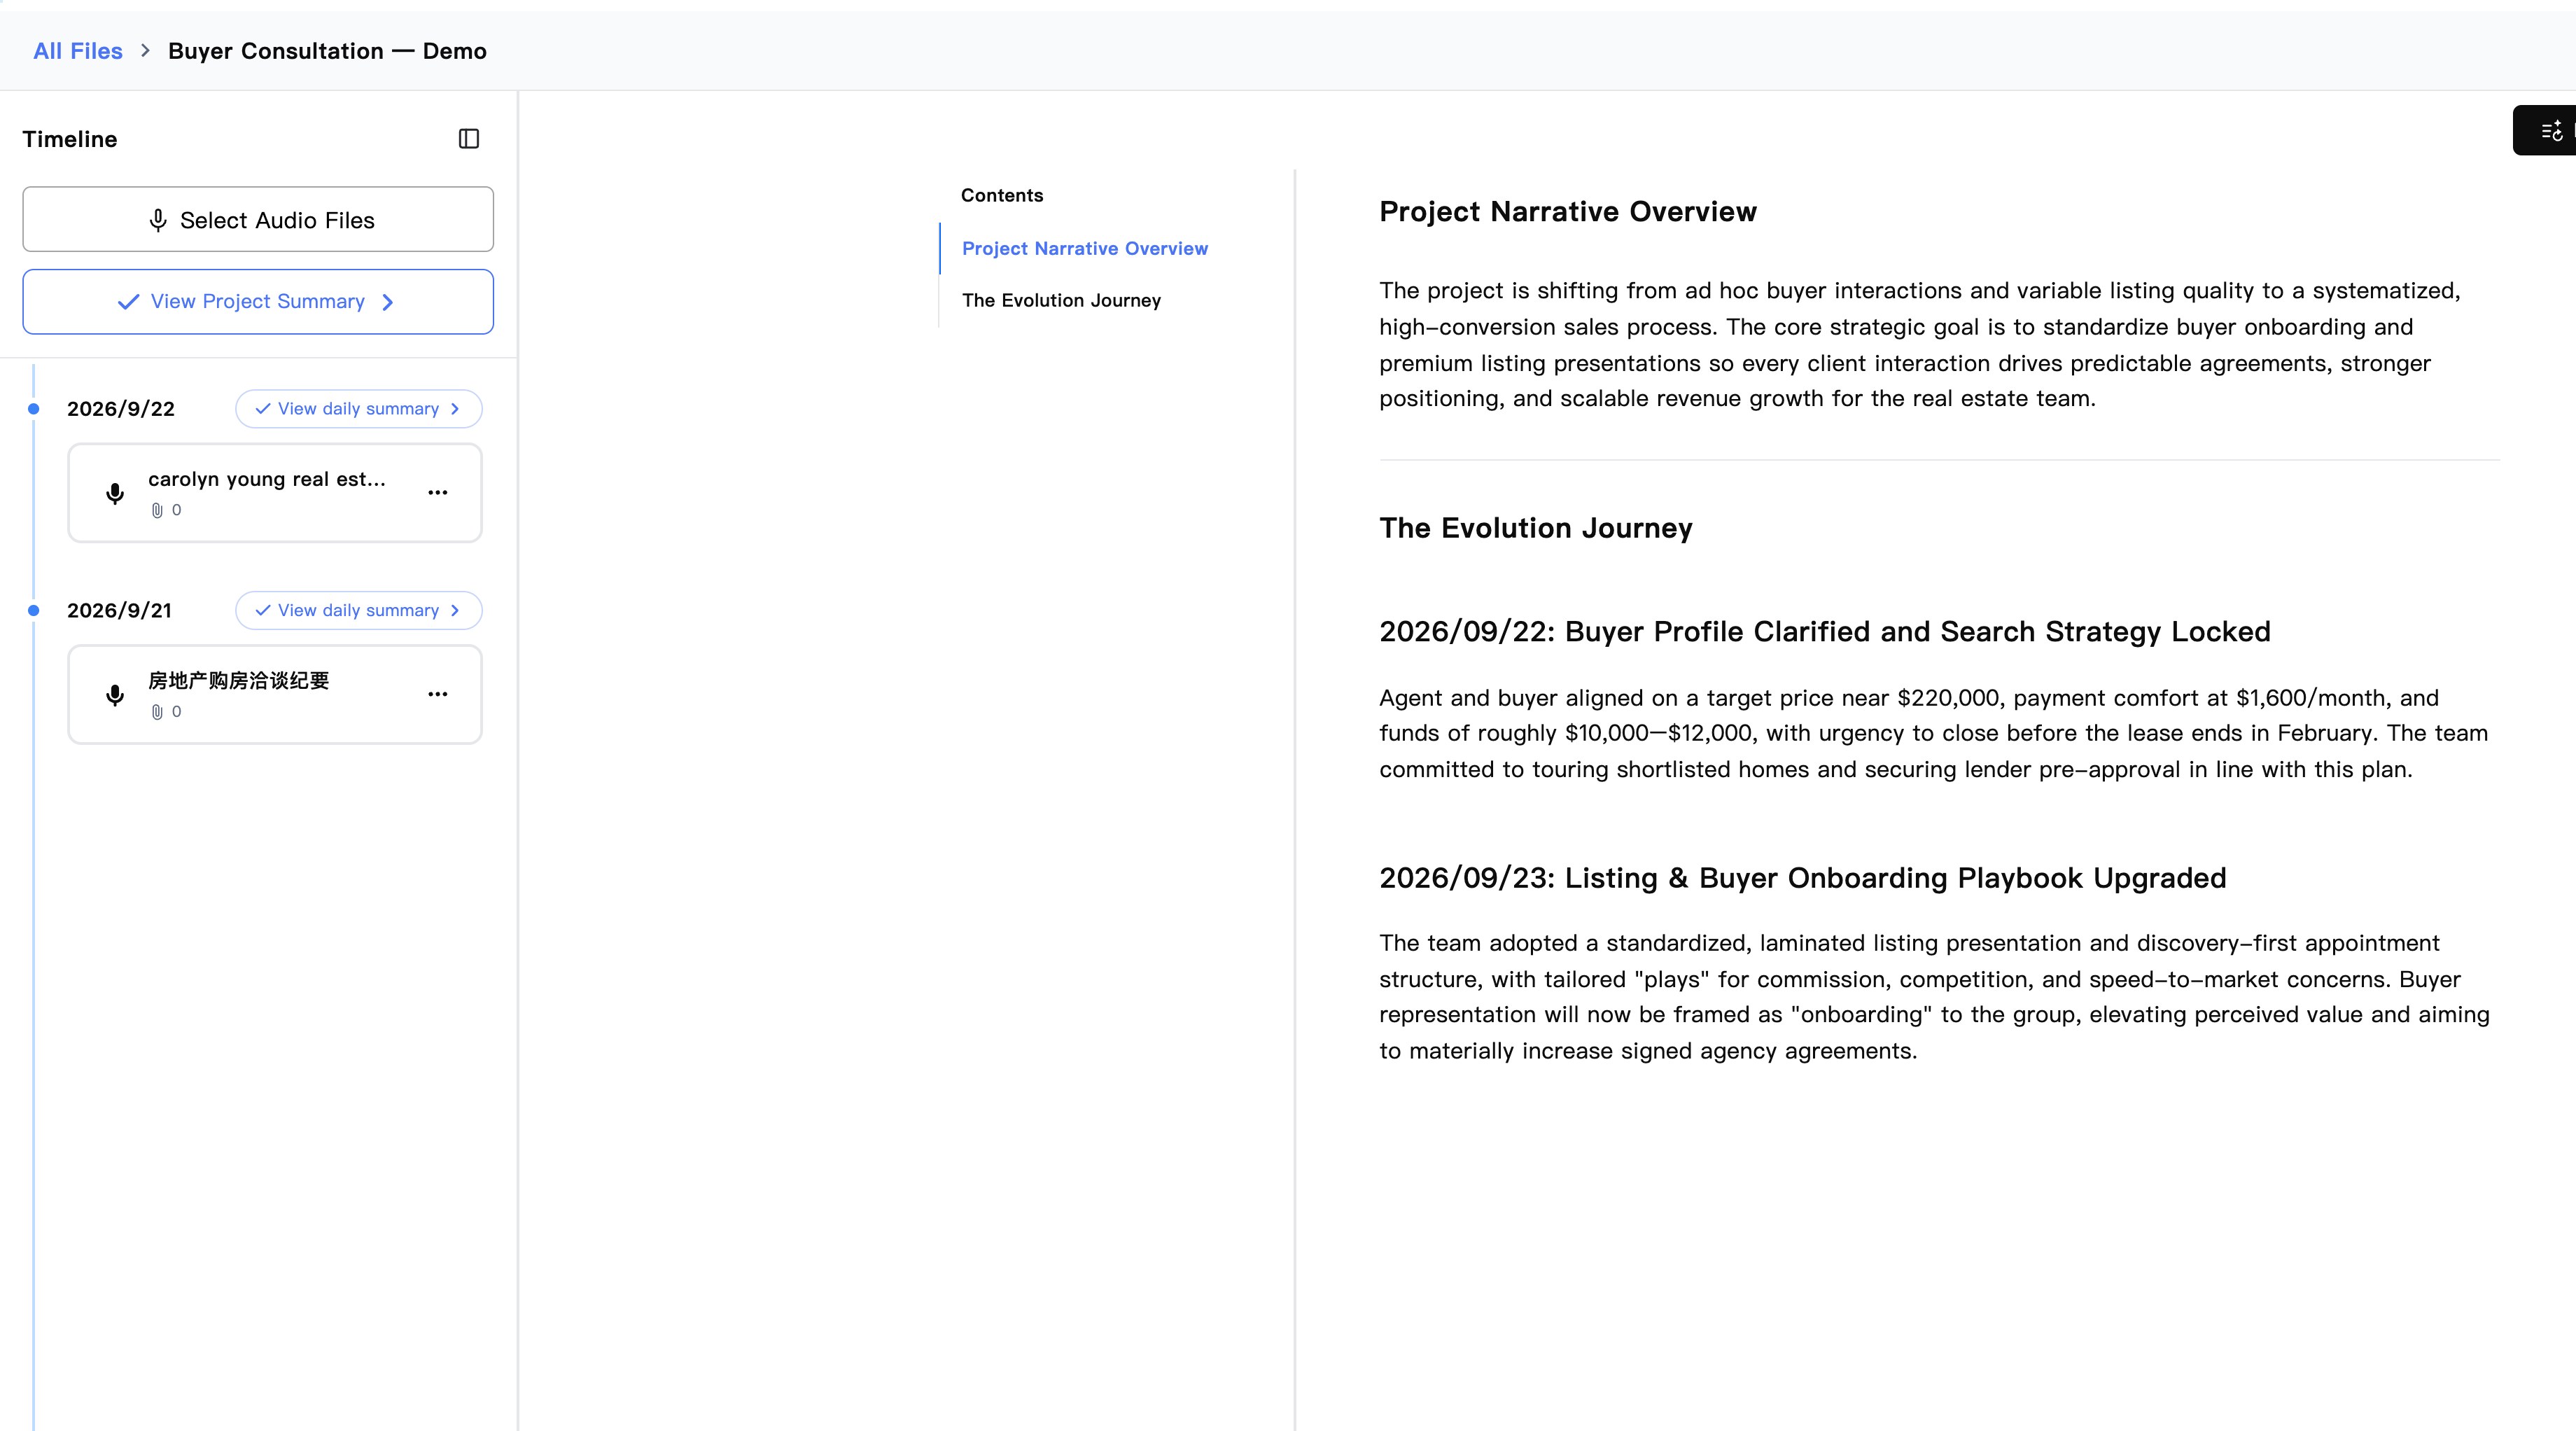 All Files > Buyer Consultation — Demo
Timeline
Select Audio Files
View Project Summary
2026/9/22
View daily summary
carolyn young real est...
0
2026/9/21
View daily summary
房地产购房洽谈纪要
0
Contents
Project Narrative Overview
The Evolution Journey
Project Narrative Overview
The project is shifting from ad hoc buyer interactions and variable listing quality to a systematized,
high–conversion sales process. The core strategic goal is to standardize buyer onboarding and
premium listing presentations so every client interaction drives predictable agreements, stronger
positioning, and scalable revenue growth for the real estate team.
The Evolution Journey
2026/09/22: Buyer Profile Clarified and Search Strategy Locked
Agent and buyer aligned on a target price near $220,000, payment comfort at $1,600/month, and
funds of roughly $10,000—$12,000, with urgency to close before the lease ends in February. The team
committed to touring shortlisted homes and securing lender pre–approval in line with this plan.
2026/09/23: Listing & Buyer Onboarding Playbook Upgraded
The team adopted a standardized, laminated listing presentation and discovery–first appointment
structure, with tailored "plays" for commission, competition, and speed–to–market concerns. Buyer
representation will now be framed as "onboarding" to the group, elevating perceived value and aiming
to materially increase signed agency agreements.